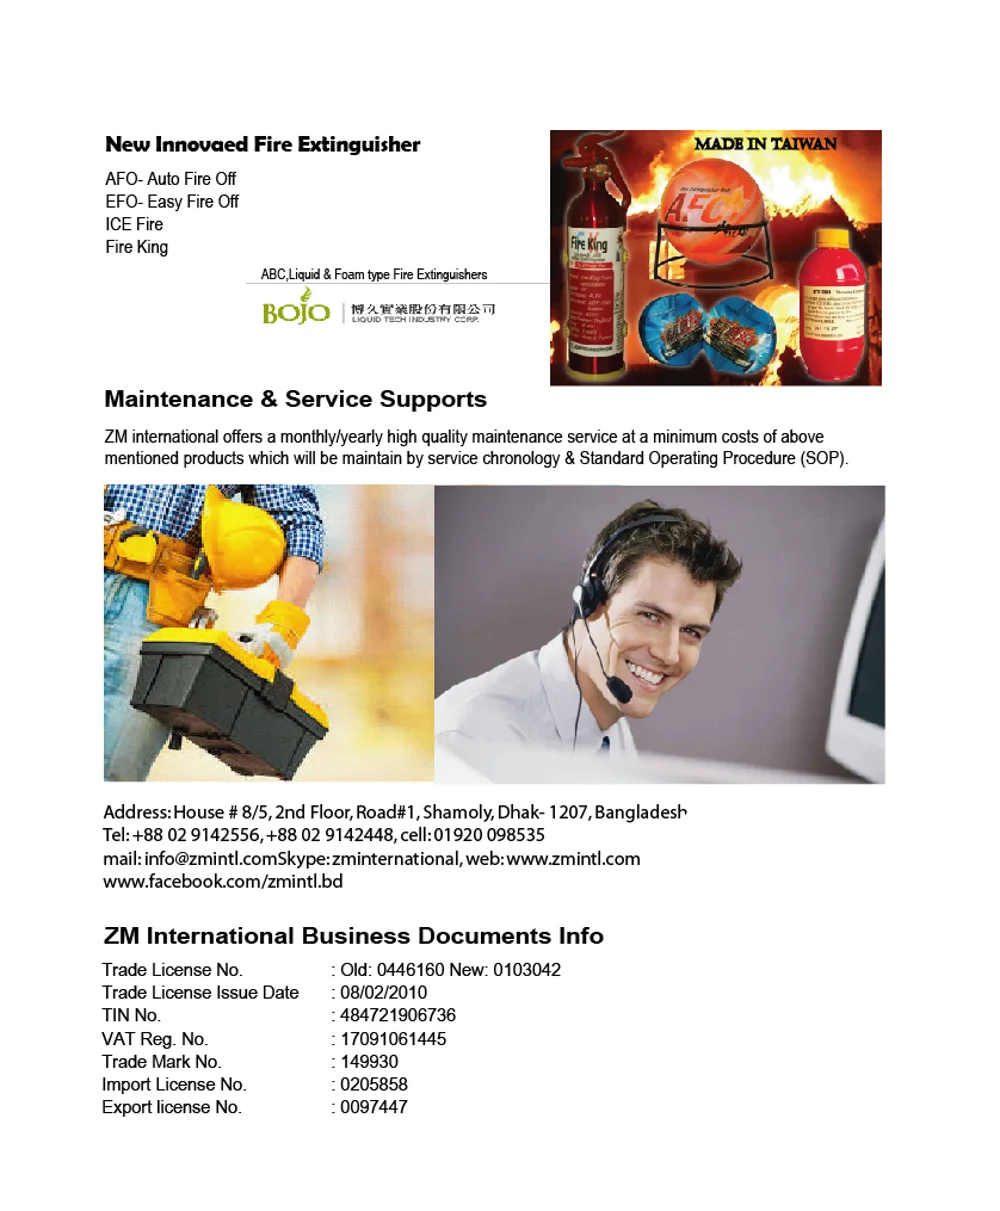 New Innovaed Fire Extinguisher
AFO- Auto Fire Off
EFO- Easy Fire Off
ICE Fire
Fire King
ABC,Liquid & Foam type Fire Extinguishers
BOJO
博久實業股份有限公司
LIQUID TECH INDUSTRY CORP.
MADE IN TAIWAN
AFO
Fire King
Maintenance & Service Supports
ZM international offers a monthly/yearly high quality maintenance service at a minimum costs of above
mentioned products which will be maintain by service chronology & Standard Operating Procedure (SOP).
Address: House # 8/5, 2nd Floor, Road#1, Shamoly, Dhak- 1207, Bangladesh
Tel: +88 02 9142556, +88 02 9142448, cell: 01920 098535
mail: info@zmintl.comSkype: zminternational, web: www.zmintl.com
www.facebook.com/zmintl.bd
ZM International Business Documents Info
Trade License No. : Old: 0446160 New: 0103042
Trade License Issue Date : 08/02/2010
TIN No. : 484721906736
VAT Reg. No. : 17091061445
Trade Mark No. : 149930
Import License No. : 0205858
Export license No. : 0097447